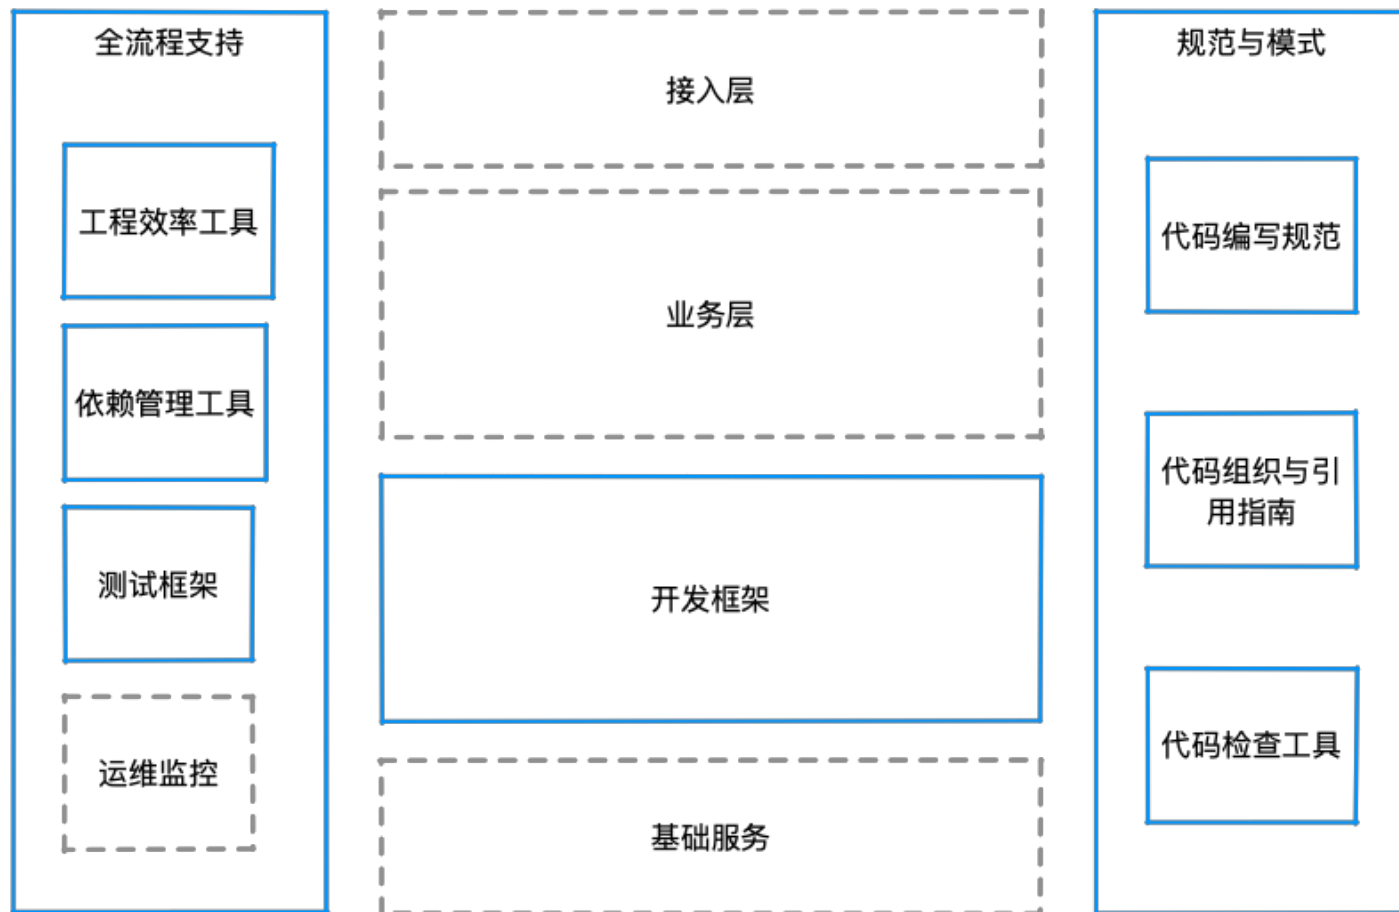 全流程支持
工程效率工具
依赖管理工具
测试框架
运维监控
接入层
业务层
开发框架
基础服务
规范与模式
代码编写规范
代码组织与引
用指南
代码检查工具